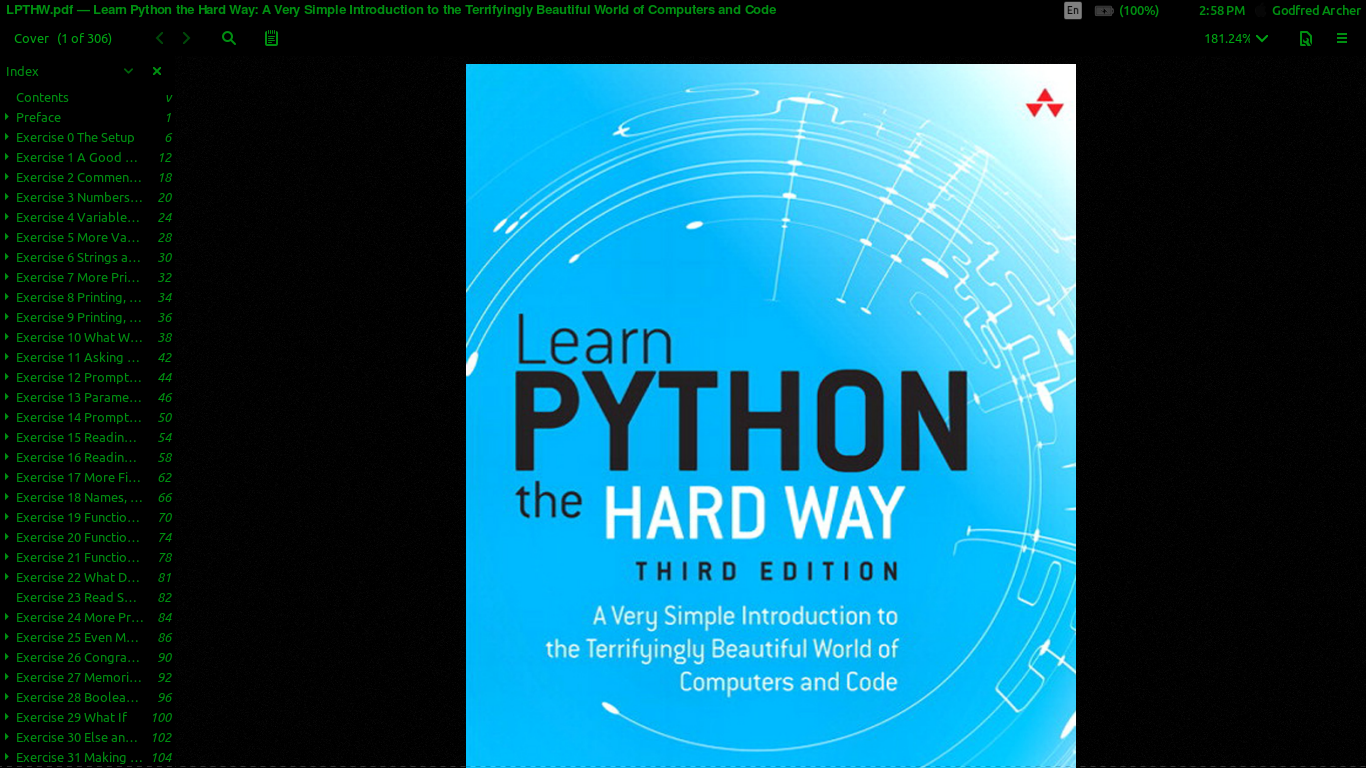 LPTHW.pdf — Learn Python the Hard Way: A Very Simple Introduction to the Terrifyingly Beautiful World of Computers and Code
En (100%) 2:58 PM Godfred Archer
Cover (1 of 306) 181.24%
Index
Contents v
Preface 1
Exercise 0 The Setup 6
Exercise 1 A Good ... 12
Exercise 2 Commen... 18
Exercise 3 Numbers... 20
Exercise 4 Variable... 24
Exercise 5 More Va... 28
Exercise 6 Strings a... 30
Exercise 7 More Pri... 32
Exercise 8 Printing, ... 34
Exercise 9 Printing, ... 36
Exercise 10 What W... 38
Exercise 11 Asking ... 42
Exercise 12 Prompt... 44
Exercise 13 Parame... 46
Exercise 14 Prompt... 50
Exercise 15 Readin... 54
Exercise 16 Readin... 58
Exercise 17 More Fi... 62
Exercise 18 Names, ... 66
Exercise 19 Functio... 70
Exercise 20 Functio... 74
Exercise 21 Functio... 78
Exercise 22 What D... 81
Exercise 23 Read S... 82
Exercise 24 More Pr... 84
Exercise 25 Even M... 86
Exercise 26 Congra... 90
Exercise 27 Memori... 92
Exercise 28 Boolea... 96
Exercise 29 What If 100
Exercise 30 Else an... 102
Exercise 31 Making ... 104
Learn
PYTHON
the HARD WAY
THIRD EDITION
A Very Simple Introduction to
the Terrifyingly Beautiful World of
Computers and Code